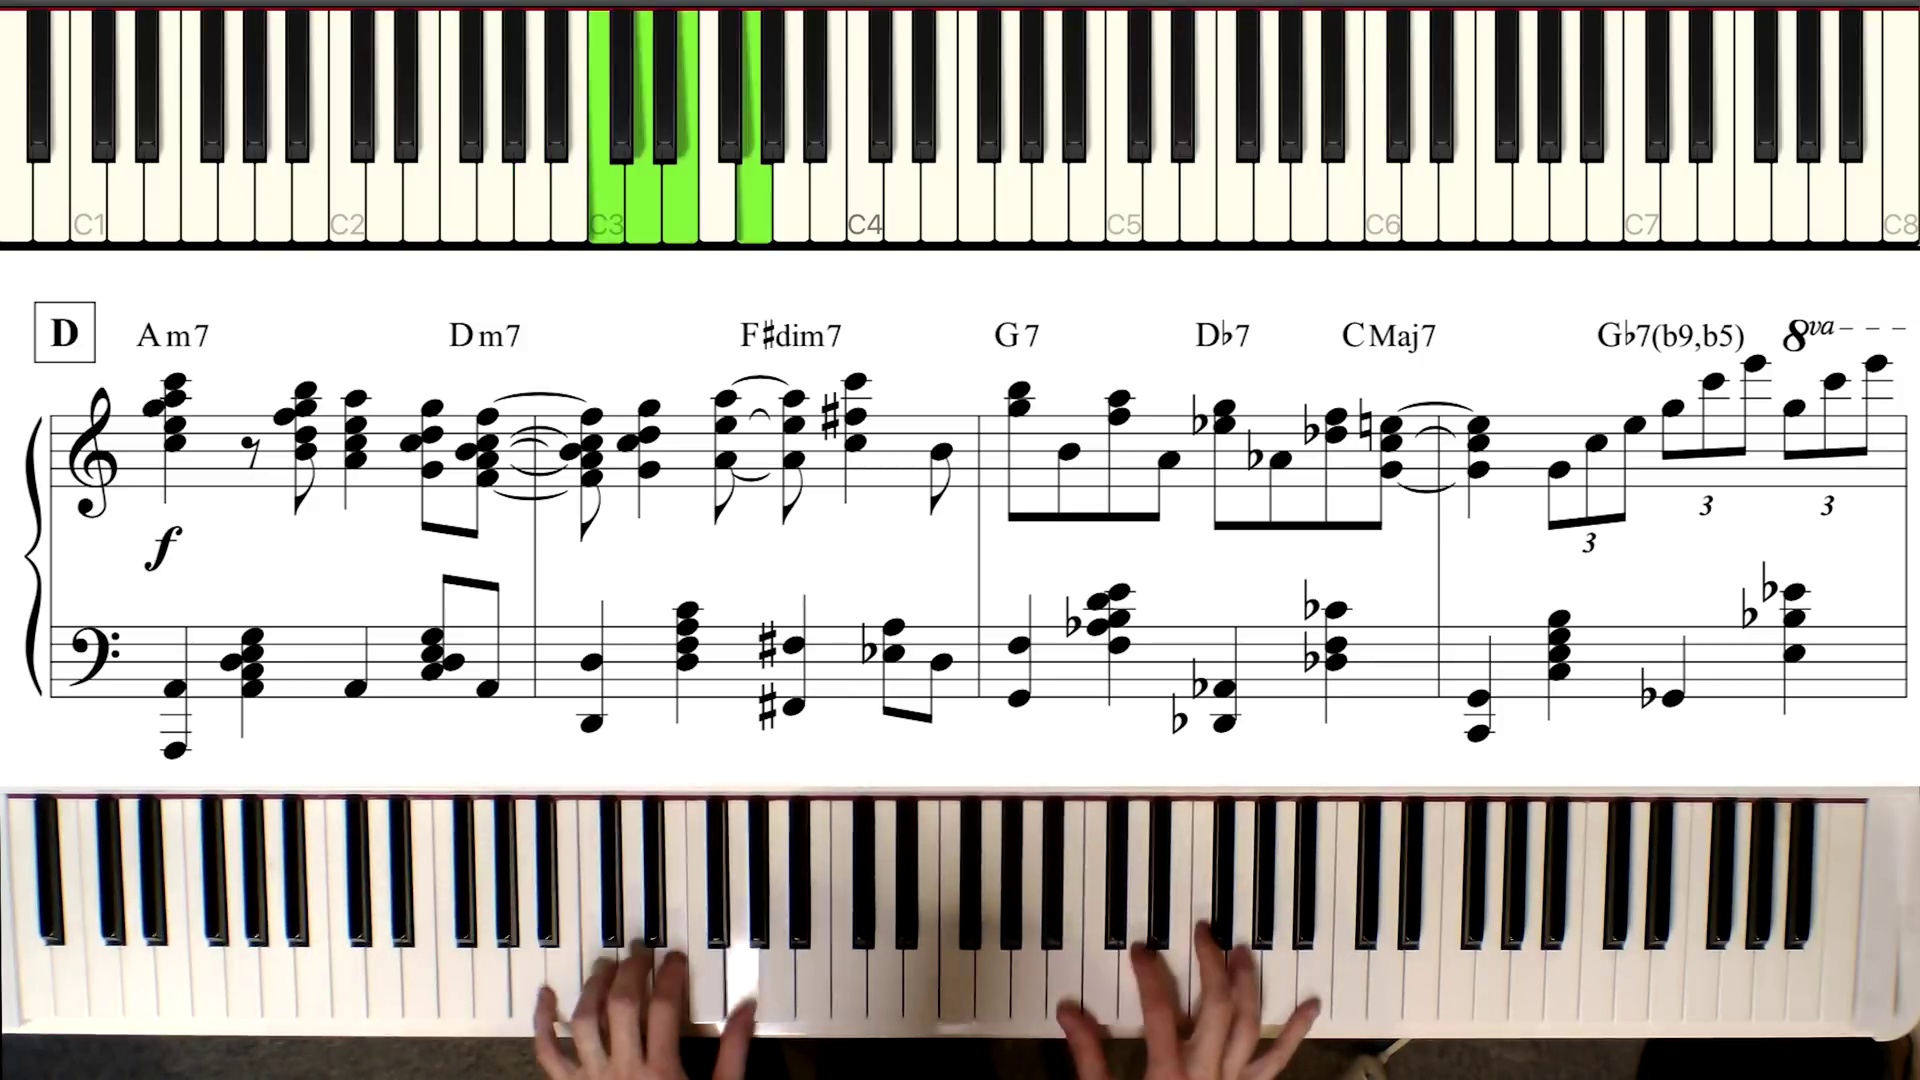 C1 C2 C3 C4 C5 C6 C7 C8
D Am7 Dm7 F♯dim7 G7 D♭7 CMaj7 G♭7(b9,b5) 8va
f 3 3 3